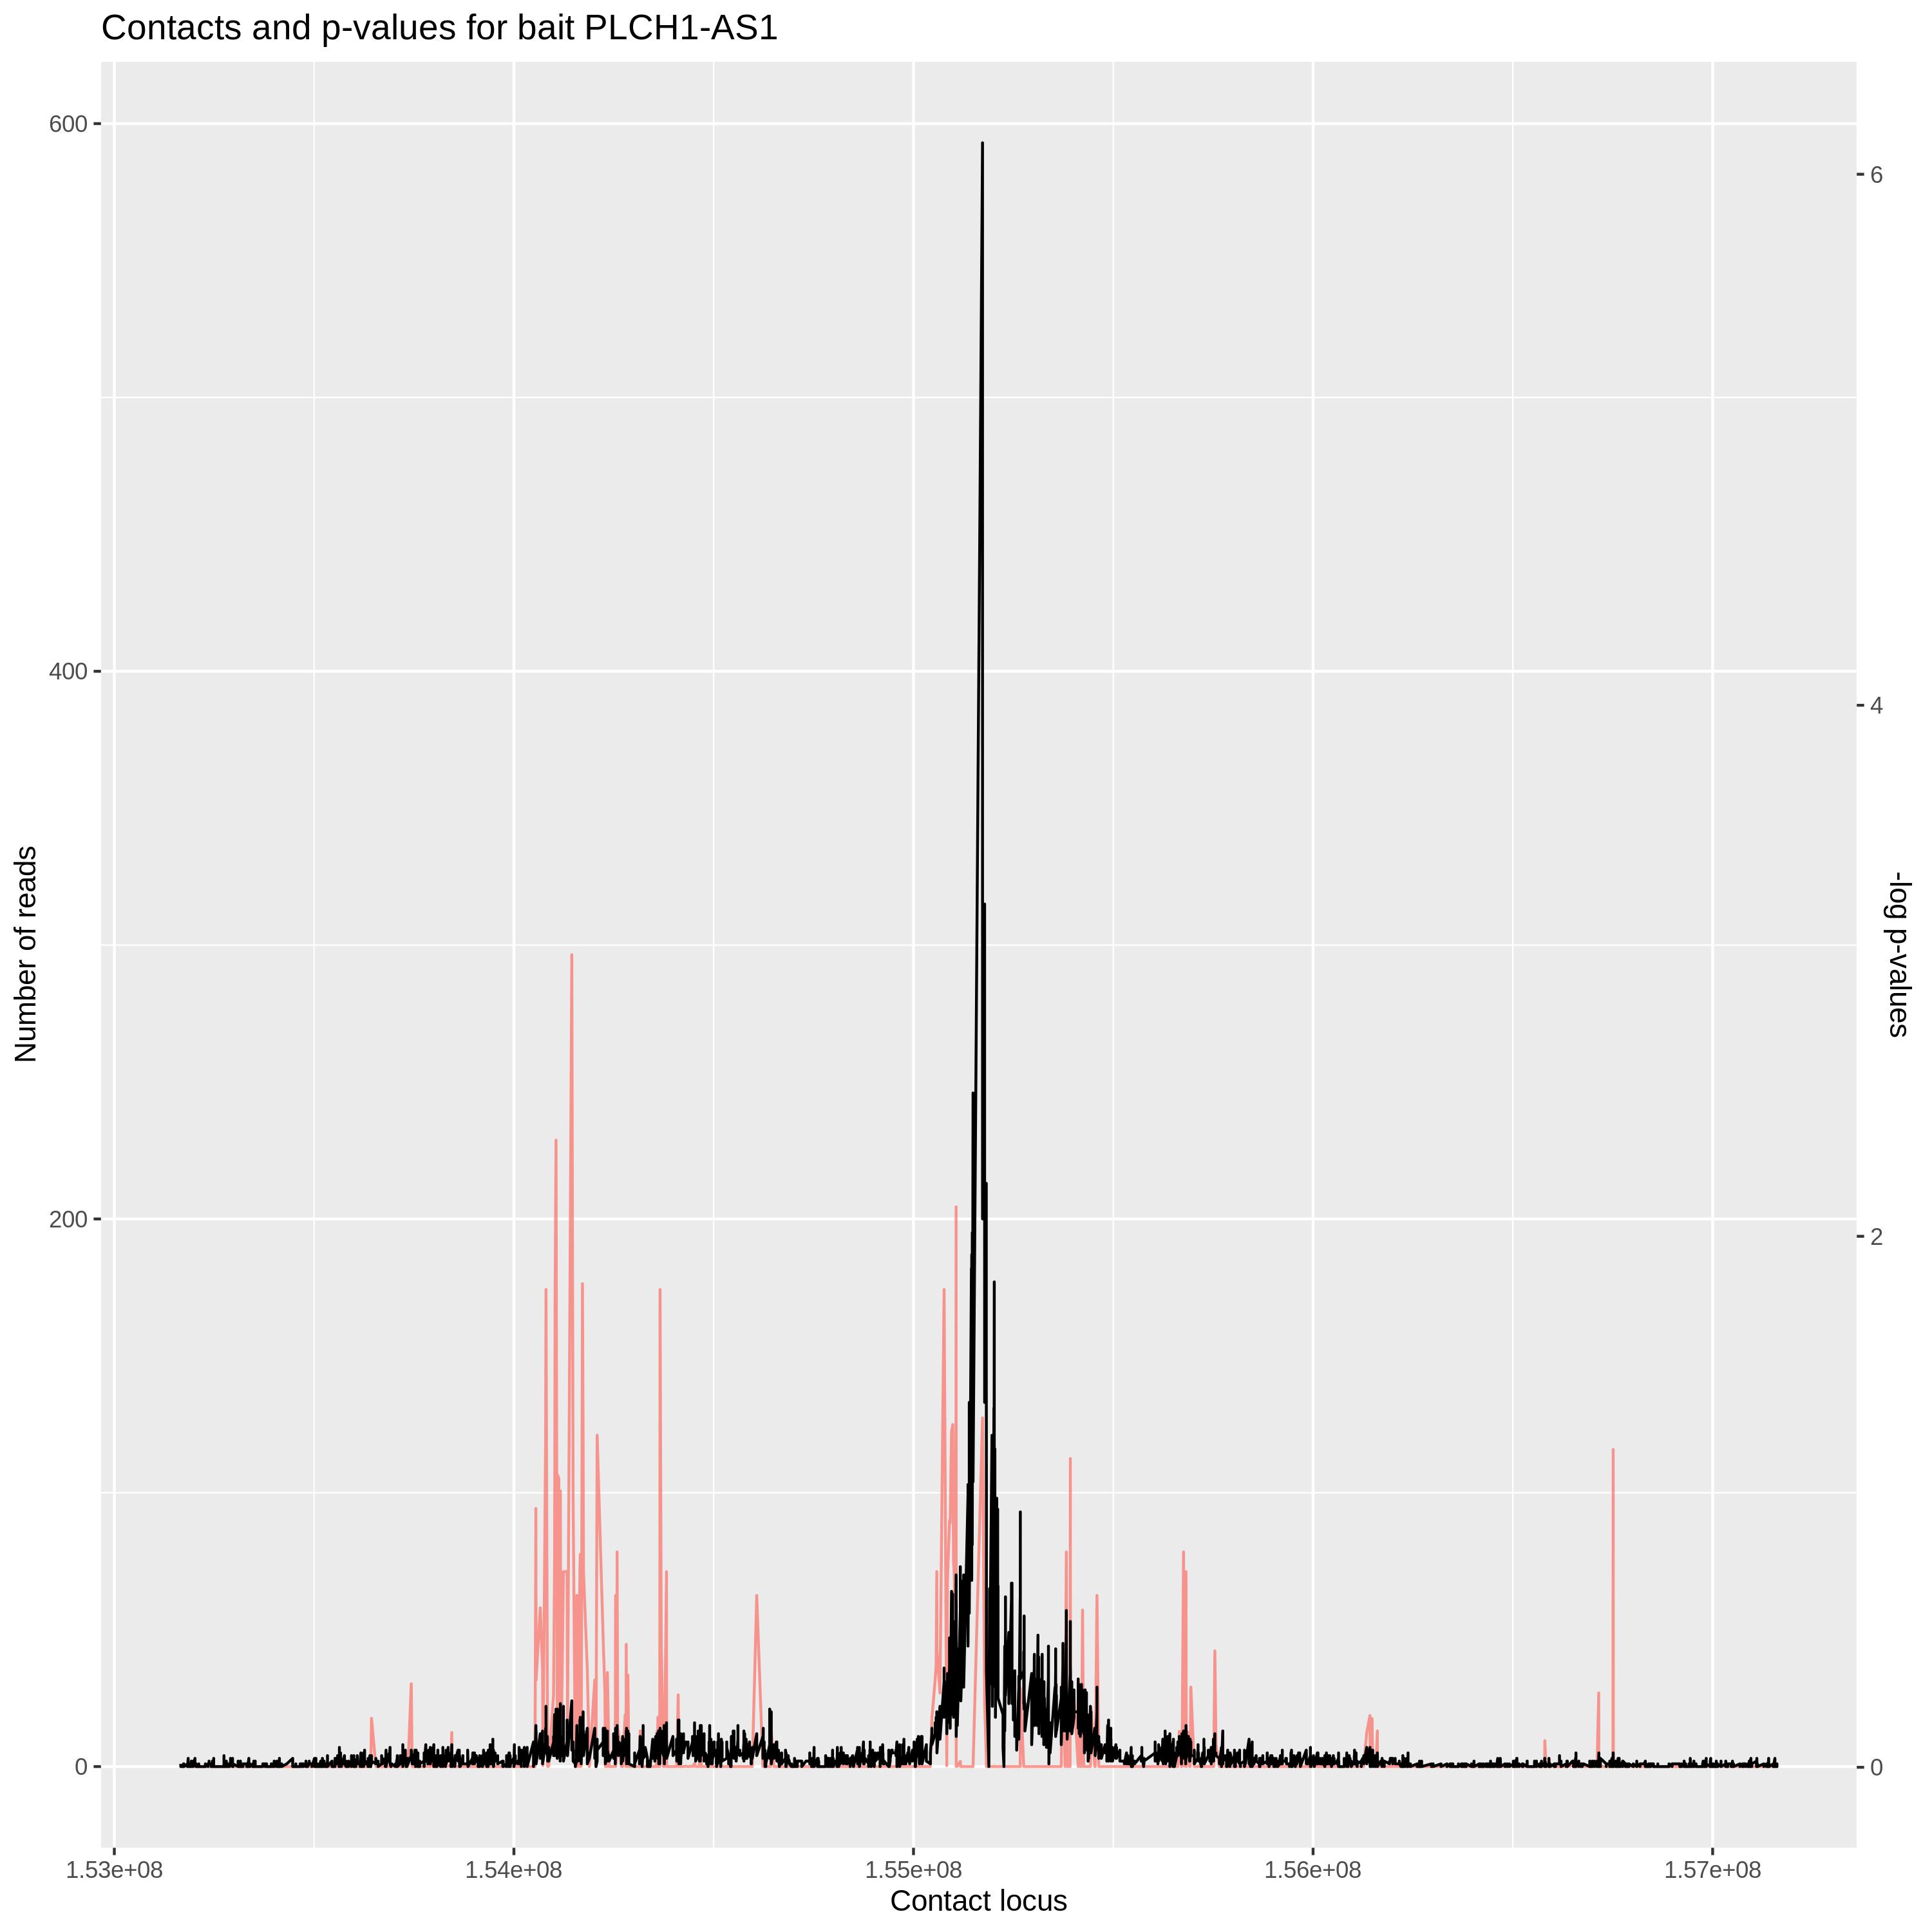 Contacts and p-values for bait PLCH1-AS1
600
400
200
0
Number of reads
6
4
2
0
-log p-values
1.53e+08 1.54e+08 1.55e+08 1.56e+08 1.57e+08
Contact locus